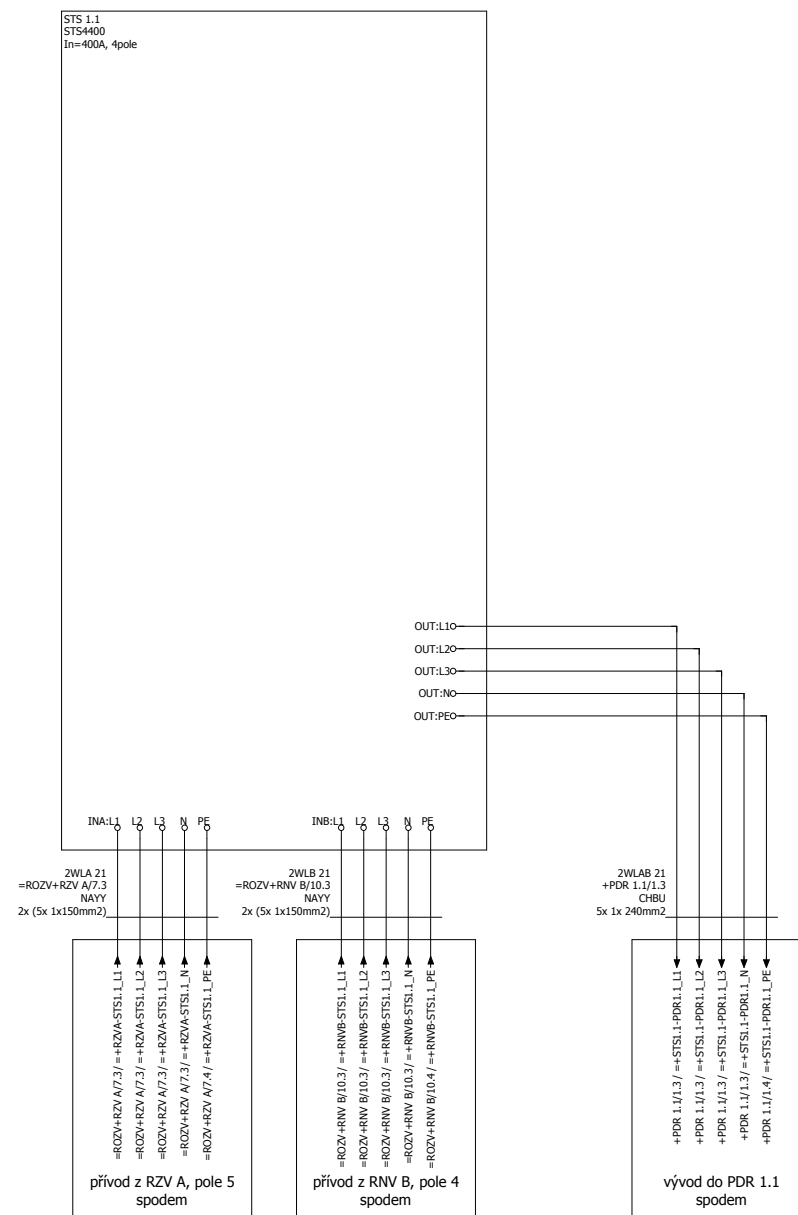 STS 1.1
STS4400
In=400A, 4pole
OUT:L1
OUT:L2
OUT:L3
OUT:N
OUT:PE
INA:L1 L2 L3 N PE
INB:L1 L2 L3 N PE
2WLA 21
=ROZV+RZV A/7.3
NAYY
2x (5x 1x150mm2)
2WLB 21
=ROZV+RNV B/10.3
NAYY
2x (5x 1x150mm2)
2WLAB 21
+PDR 1.1/1.3
CHBU
5x 1x 240mm2
=ROZV+RZV A/7.3/ =+RZVA-STS1.1_L1
=ROZV+RZV A/7.3/ =+RZVA-STS1.1_L2
=ROZV+RZV A/7.3/ =+RZVA-STS1.1_L3
=ROZV+RZV A/7.3/ =+RZVA-STS1.1_N
=ROZV+RZV A/7.4/ =+RZVA-STS1.1_PE
=ROZV+RNV B/10.3/ =+RNVB-STS1.1_L1
=ROZV+RNV B/10.3/ =+RNVB-STS1.1_L2
=ROZV+RNV B/10.3/ =+RNVB-STS1.1_L3
=ROZV+RNV B/10.3/ =+RNVB-STS1.1_N
=ROZV+RNV B/10.4 / =+RNVB-STS1.1_PE
+PDR 1.1/1.3 / =+STS1.1-PDR1.1_L1
+PDR 1.1/1.3 / =+STS1.1-PDR1.1_L2
+PDR 1.1/1.3 / =+STS1.1-PDR1.1_L3
+PDR 1.1/1.3 / =+STS1.1-PDR1.1_N
+PDR 1.1/1.4/ =+STS1.1-PDR1.1_PE
přívod z RZV A, pole 5
spodem
přívod z RNV B, pole 4
spodem
vývod do PDR 1.1
spodem